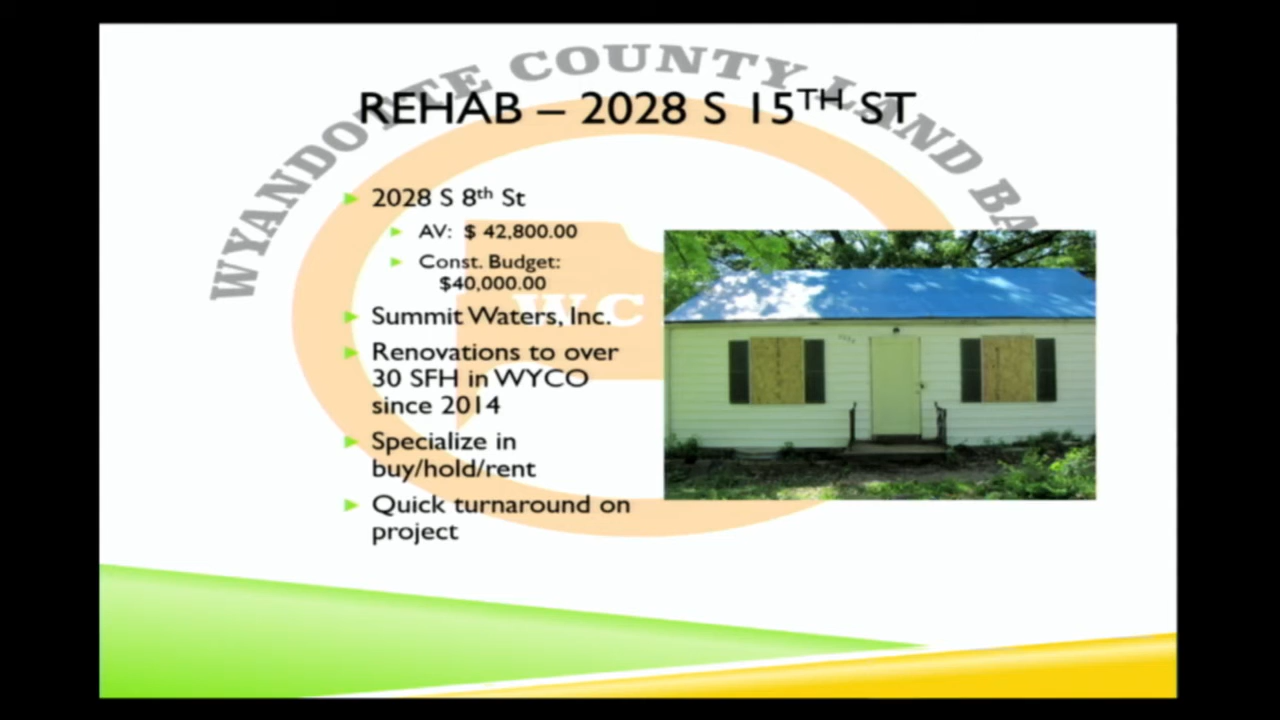 WYANDOTTE COUNTY LAND BA
REHAB – 2028 S 15TH ST
2028 S 8th St
AV: $ 42,800.00
Const. Budget:
$40,000.00
WC
Summit Waters, Inc.
Renovations to over
30 SFH in WYCO
since 2014
Specialize in
buy/hold/rent
Quick turnaround on
project